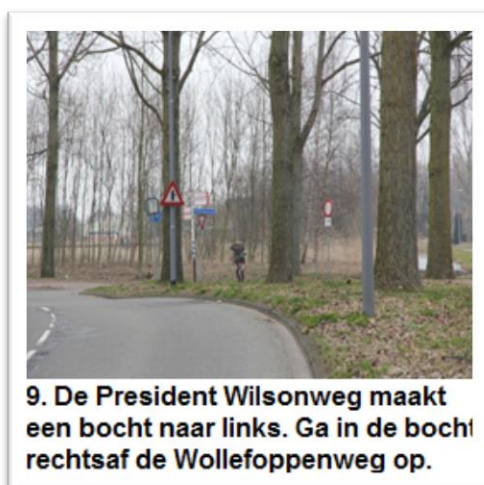 9. De President Wilsonweg maakt
een bocht naar links. Ga in de bocht
rechtsaf de Wollefoppenweg op.